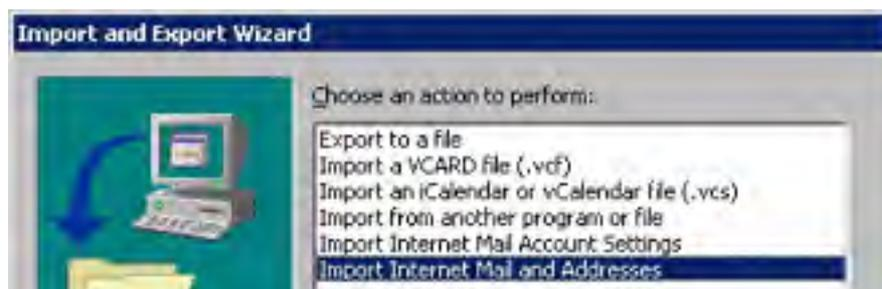 Import and Export Wizard
Choose an action to perform:
Export to a file
Import a VCARD file (.vcf)
Import an iCalendar or vCalendar file (.vcs)
Import from another program or file
Import Internet Mail Account Settings
Import Internet Mail and Addresses